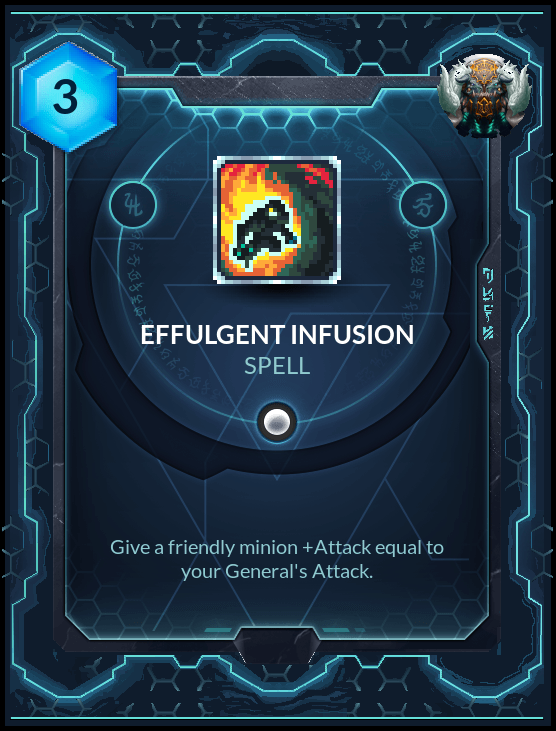 3
EFFULGENT INFUSION
SPELL
Give a friendly minion +Attack equal to
your General's Attack.